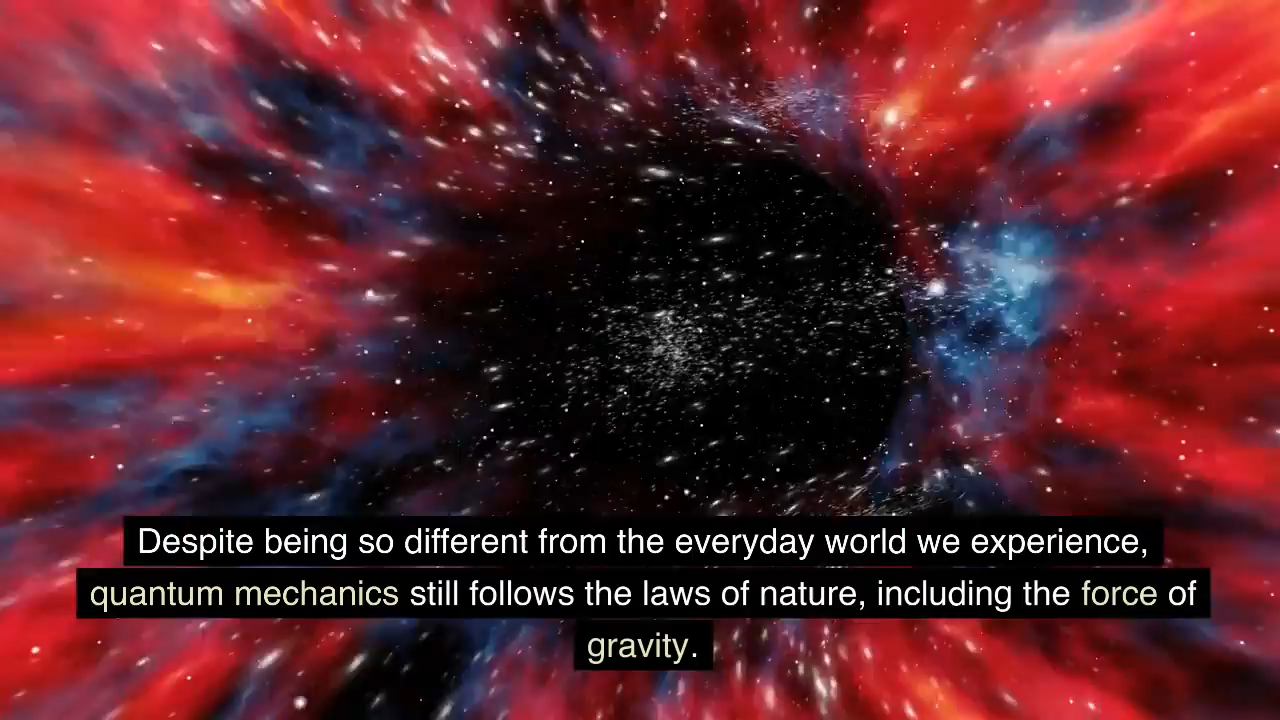 Despite being so different from the everyday world we experience,
quantum mechanics still follows the laws of nature, including the force of
gravity.